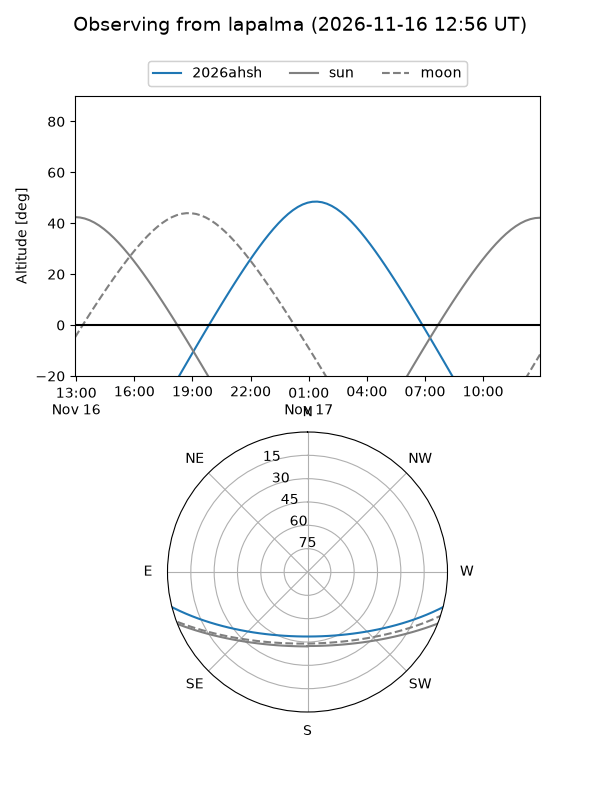 Observing from lapalma (2026-11-16 12:56 UT)
2026ahsh sun moon
80
60
40
20
0
−20
Altitude [deg]
13:00 16:00 19:00 22:00 01:00 04:00 07:00 10:00
Nov 16 Nov 17
N
NE NW
15
30
45
60
75
E W
SE SW
S